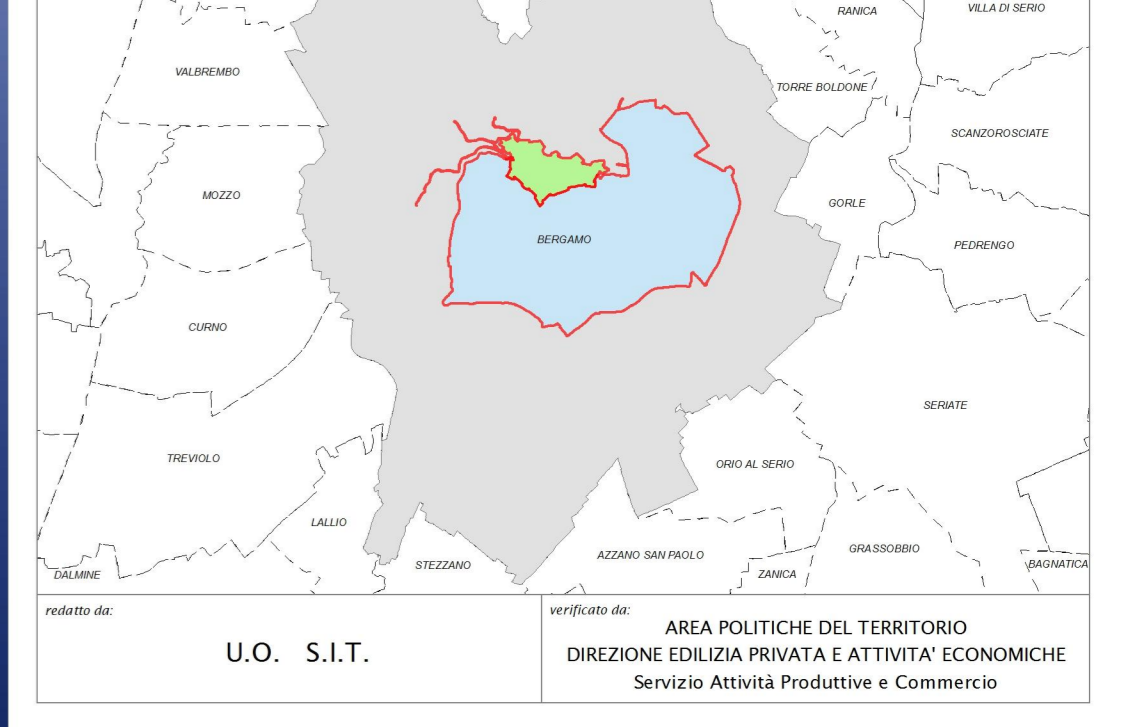 RANICA
VILLA DI SERIO
VALBREMBO
TORRE BOLDONE
SCANZOROSCIATE
MOZZO
GORLE
BERGAMO
PEDRENGO
CURNO
SERIATE
TREVIOLO
ORIO AL SERIO
LALLIO
GRASSOBBIO
AZZANO SAN PAOLO
STEZZANO
BAGNATICA
DALMINE
ZANICA
redatto da:
U.O. S.I.T.
verificato da:
AREA POLITICHE DEL TERRITORIO
DIREZIONE EDILIZIA PRIVATA E ATTIVITA' ECONOMICHE
Servizio Attività Produttive e Commercio